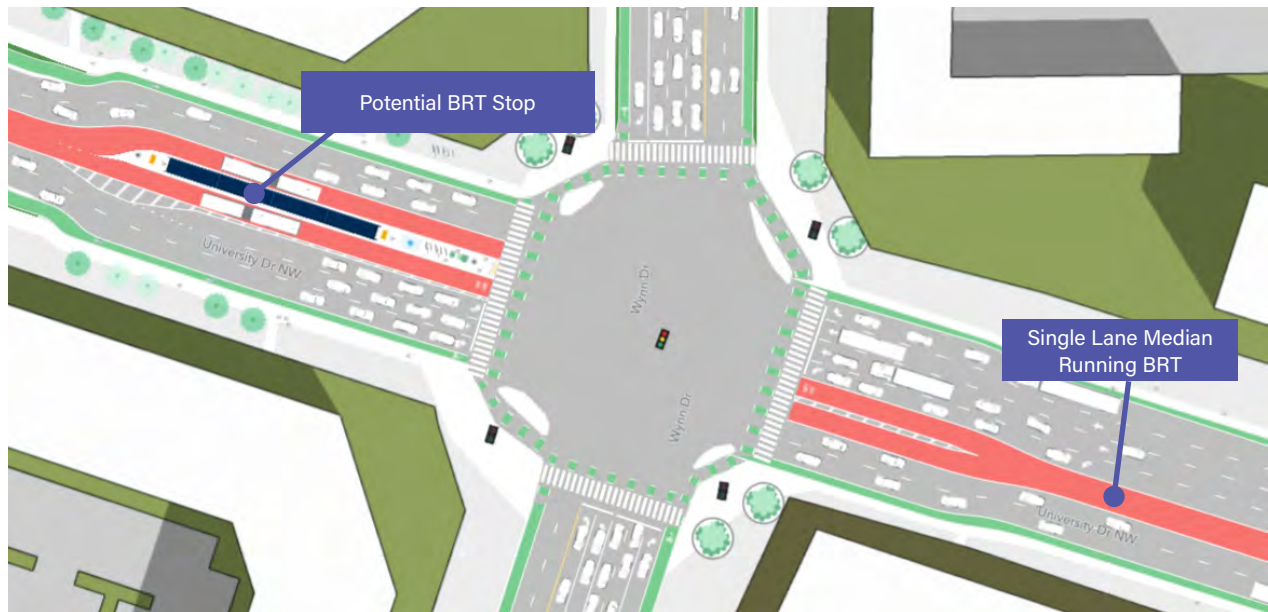 Potential BRT Stop
University Dr NW
Wynn Dr
Single Lane Median
Running BRT
Wynn Dr
University Dr NW